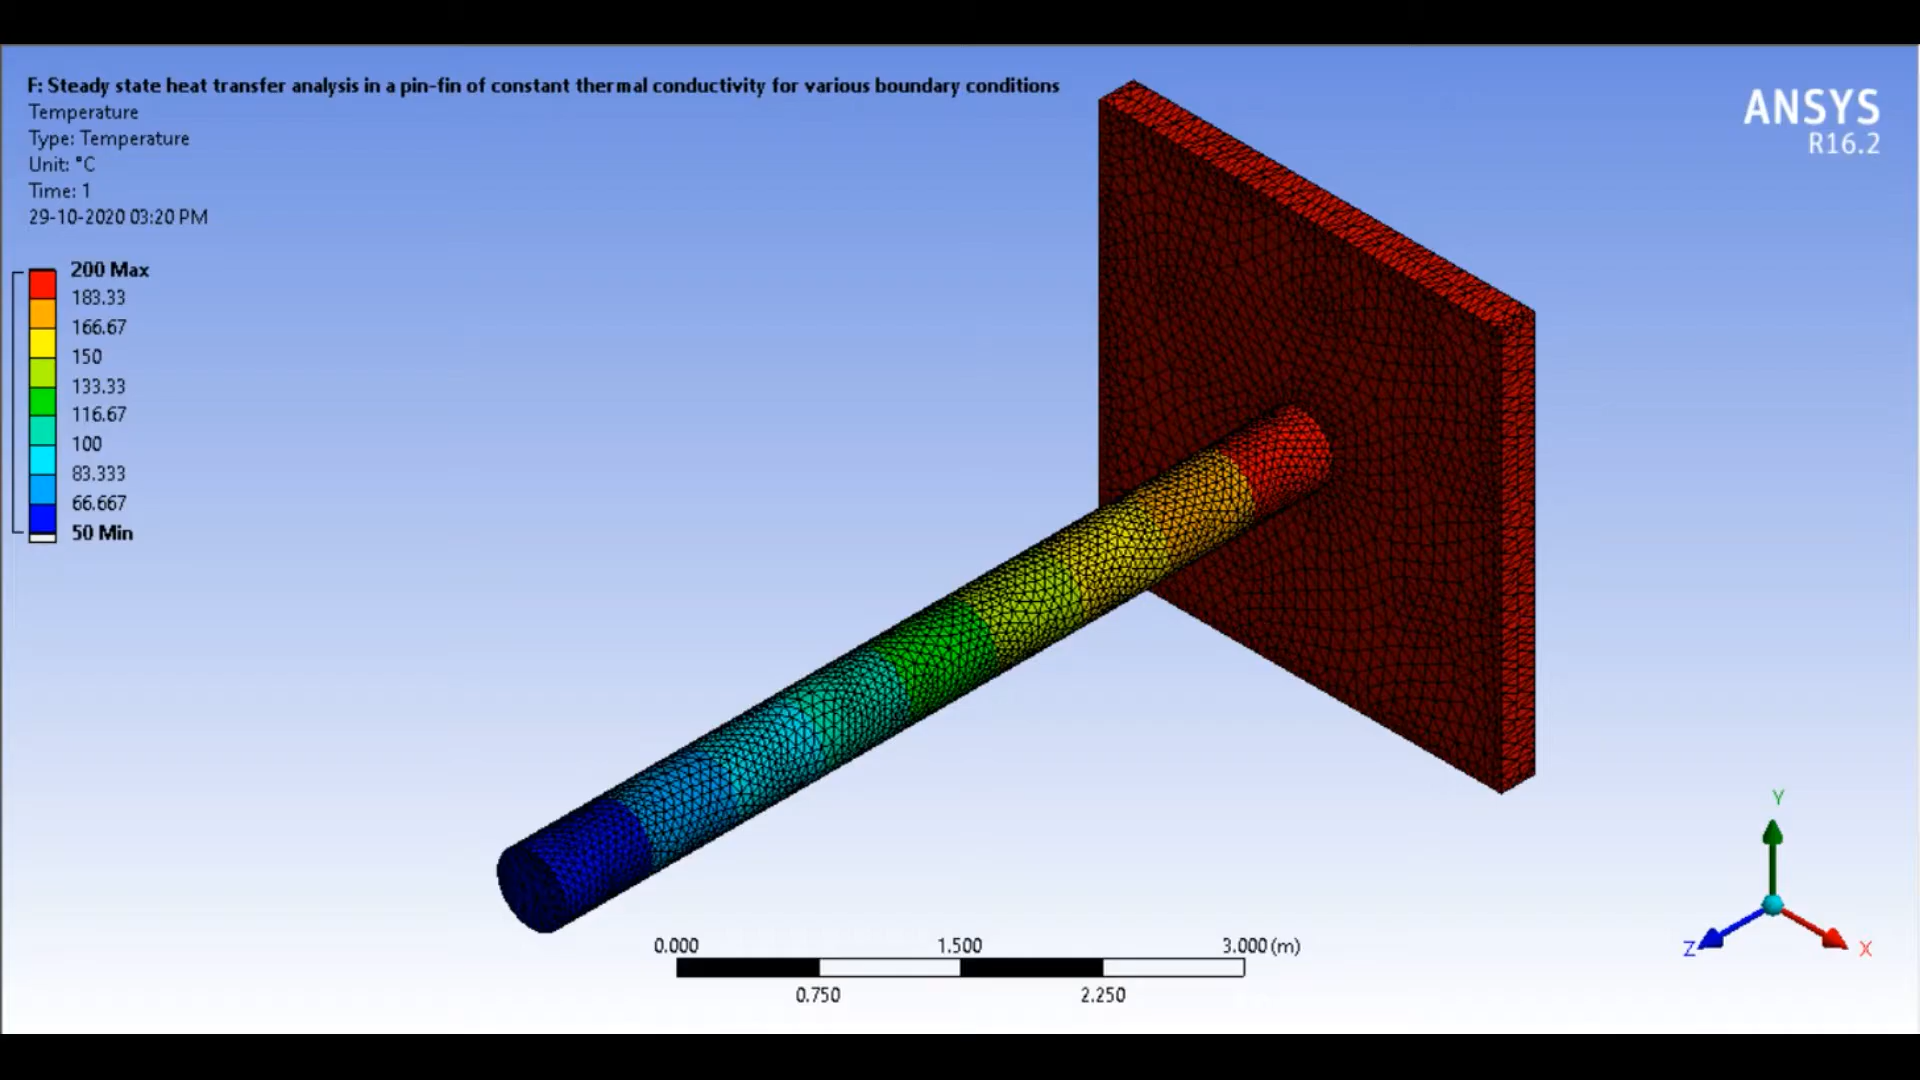 F: Steady state heat transfer analysis in a pin-fin of constant thermal conductivity for various boundary conditions
Temperature
Type: Temperature
Unit: °C
Time: 1
29-10-2020 03:20 PM
ANSYS
R16.2
200 Max
183.33
166.67
150
133.33
116.67
100
83.333
66.667
50 Min
0.000 1.500 3.000 (m)
0.750 2.250
Y
Z X